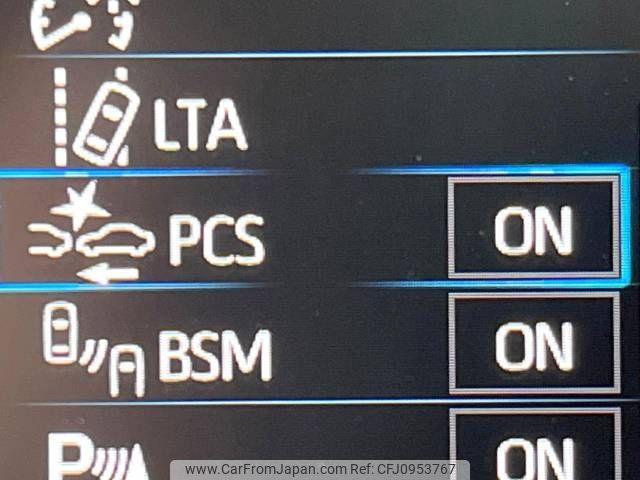 LTA
PCS ON
BSM ON
P ON
www.CarFromJapan.com | Ref: CFJ0953767